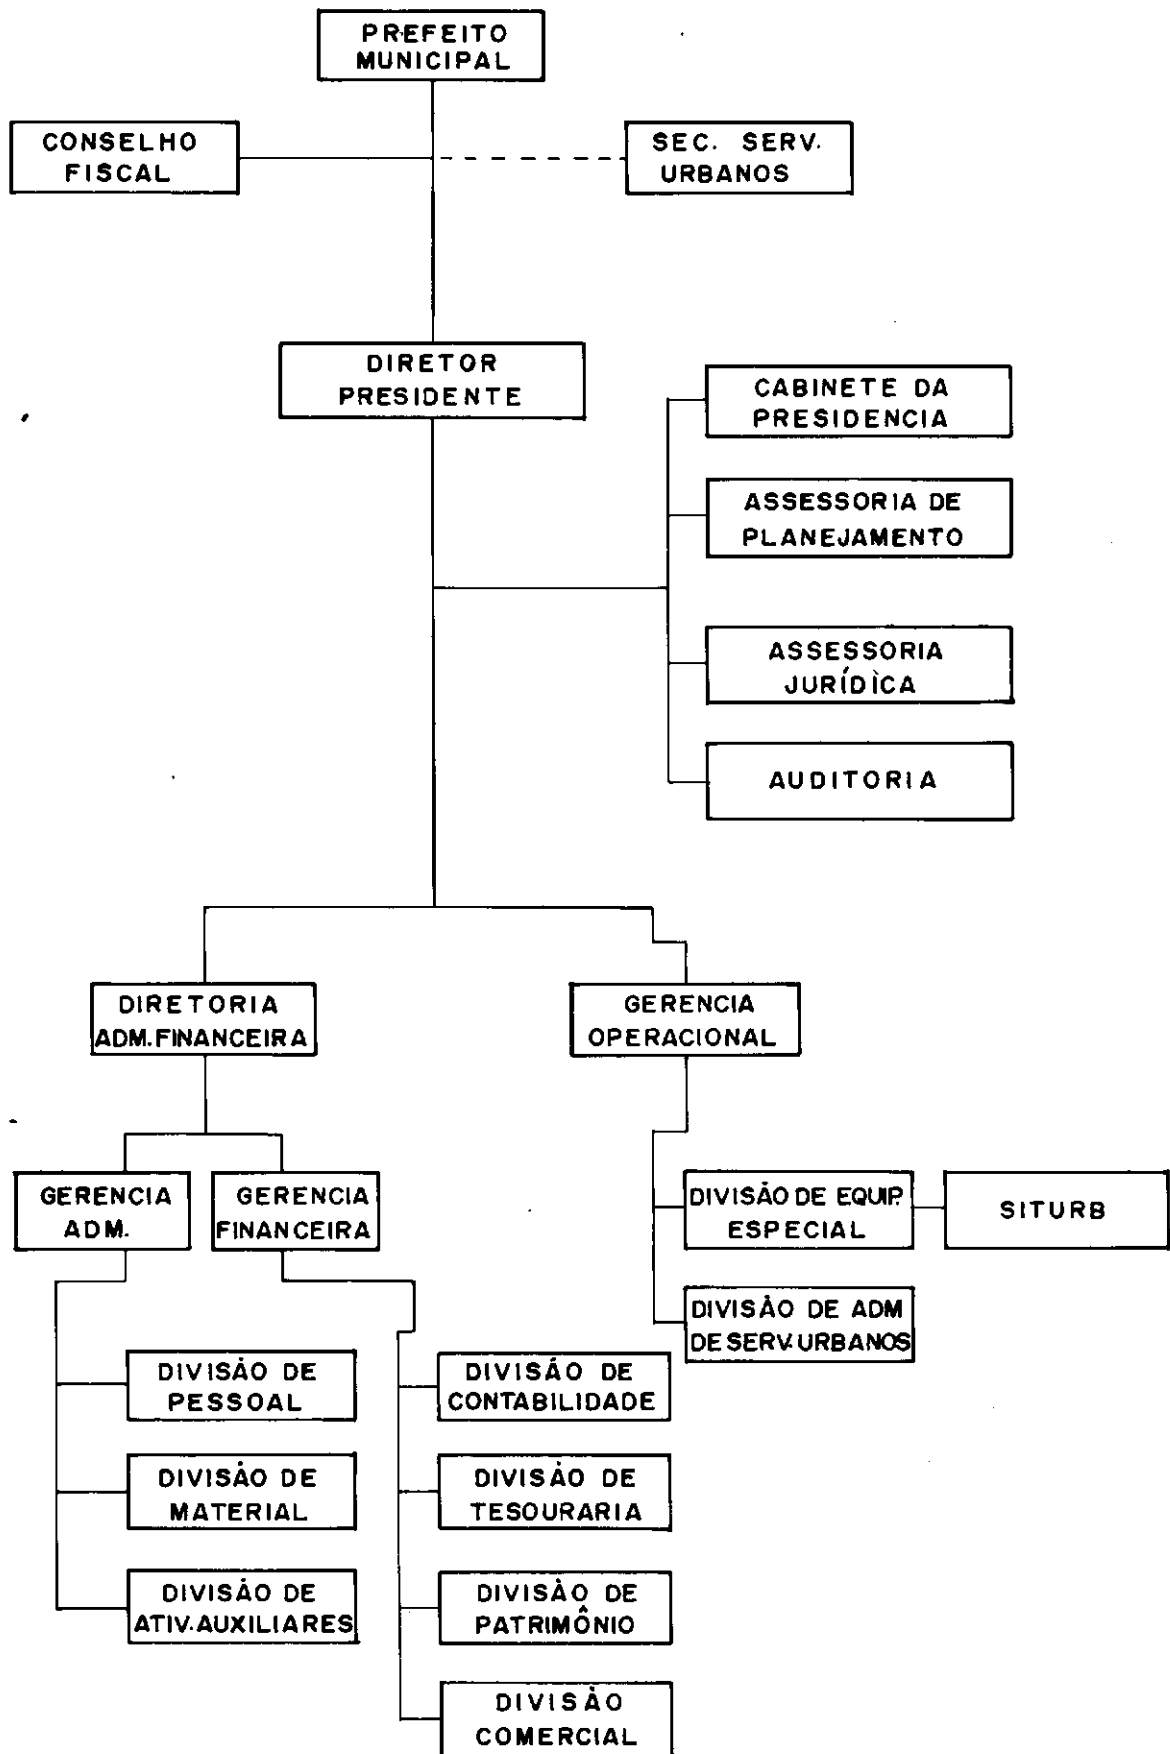 PREFEITO
MUNICIPAL
CONSELHO
FISCAL
SEC. SERV.
URBANOS
DIRETOR
PRESIDENTE
CABINETE DA
PRESIDENCIA
ASSESSORIA DE
PLANEJAMENTO
ASSESSORIA
JURÍDICA
AUDITORIA
DIRETORIA
ADM. FINANCEIRA
GERENCIA
OPERACIONAL
GERENCIA
ADM.
GERENCIA
FINANCEIRA
DIVISÃO DE EQUIP.
ESPECIAL
SITURB
DIVISÃO DE ADM
DE SERV. URBANOS
DIVISÃO DE
PESSOAL
DIVISÃO DE
CONTABILIDADE
DIVISÃO DE
MATERIAL
DIVISÃO DE
TESOURARIA
DIVISÃO DE
ATIV. AUXILIARES
DIVISÃO DE
PATRIMÔNIO
DIVISÃO
COMERCIAL